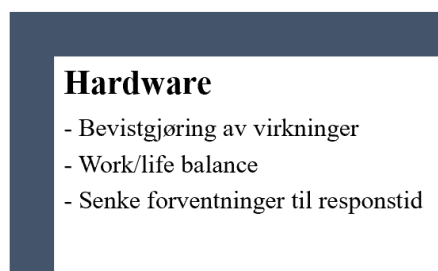 Hardware
- Bevistgjøring av virkninger
- Work/life balance
- Senke forventninger til responstid